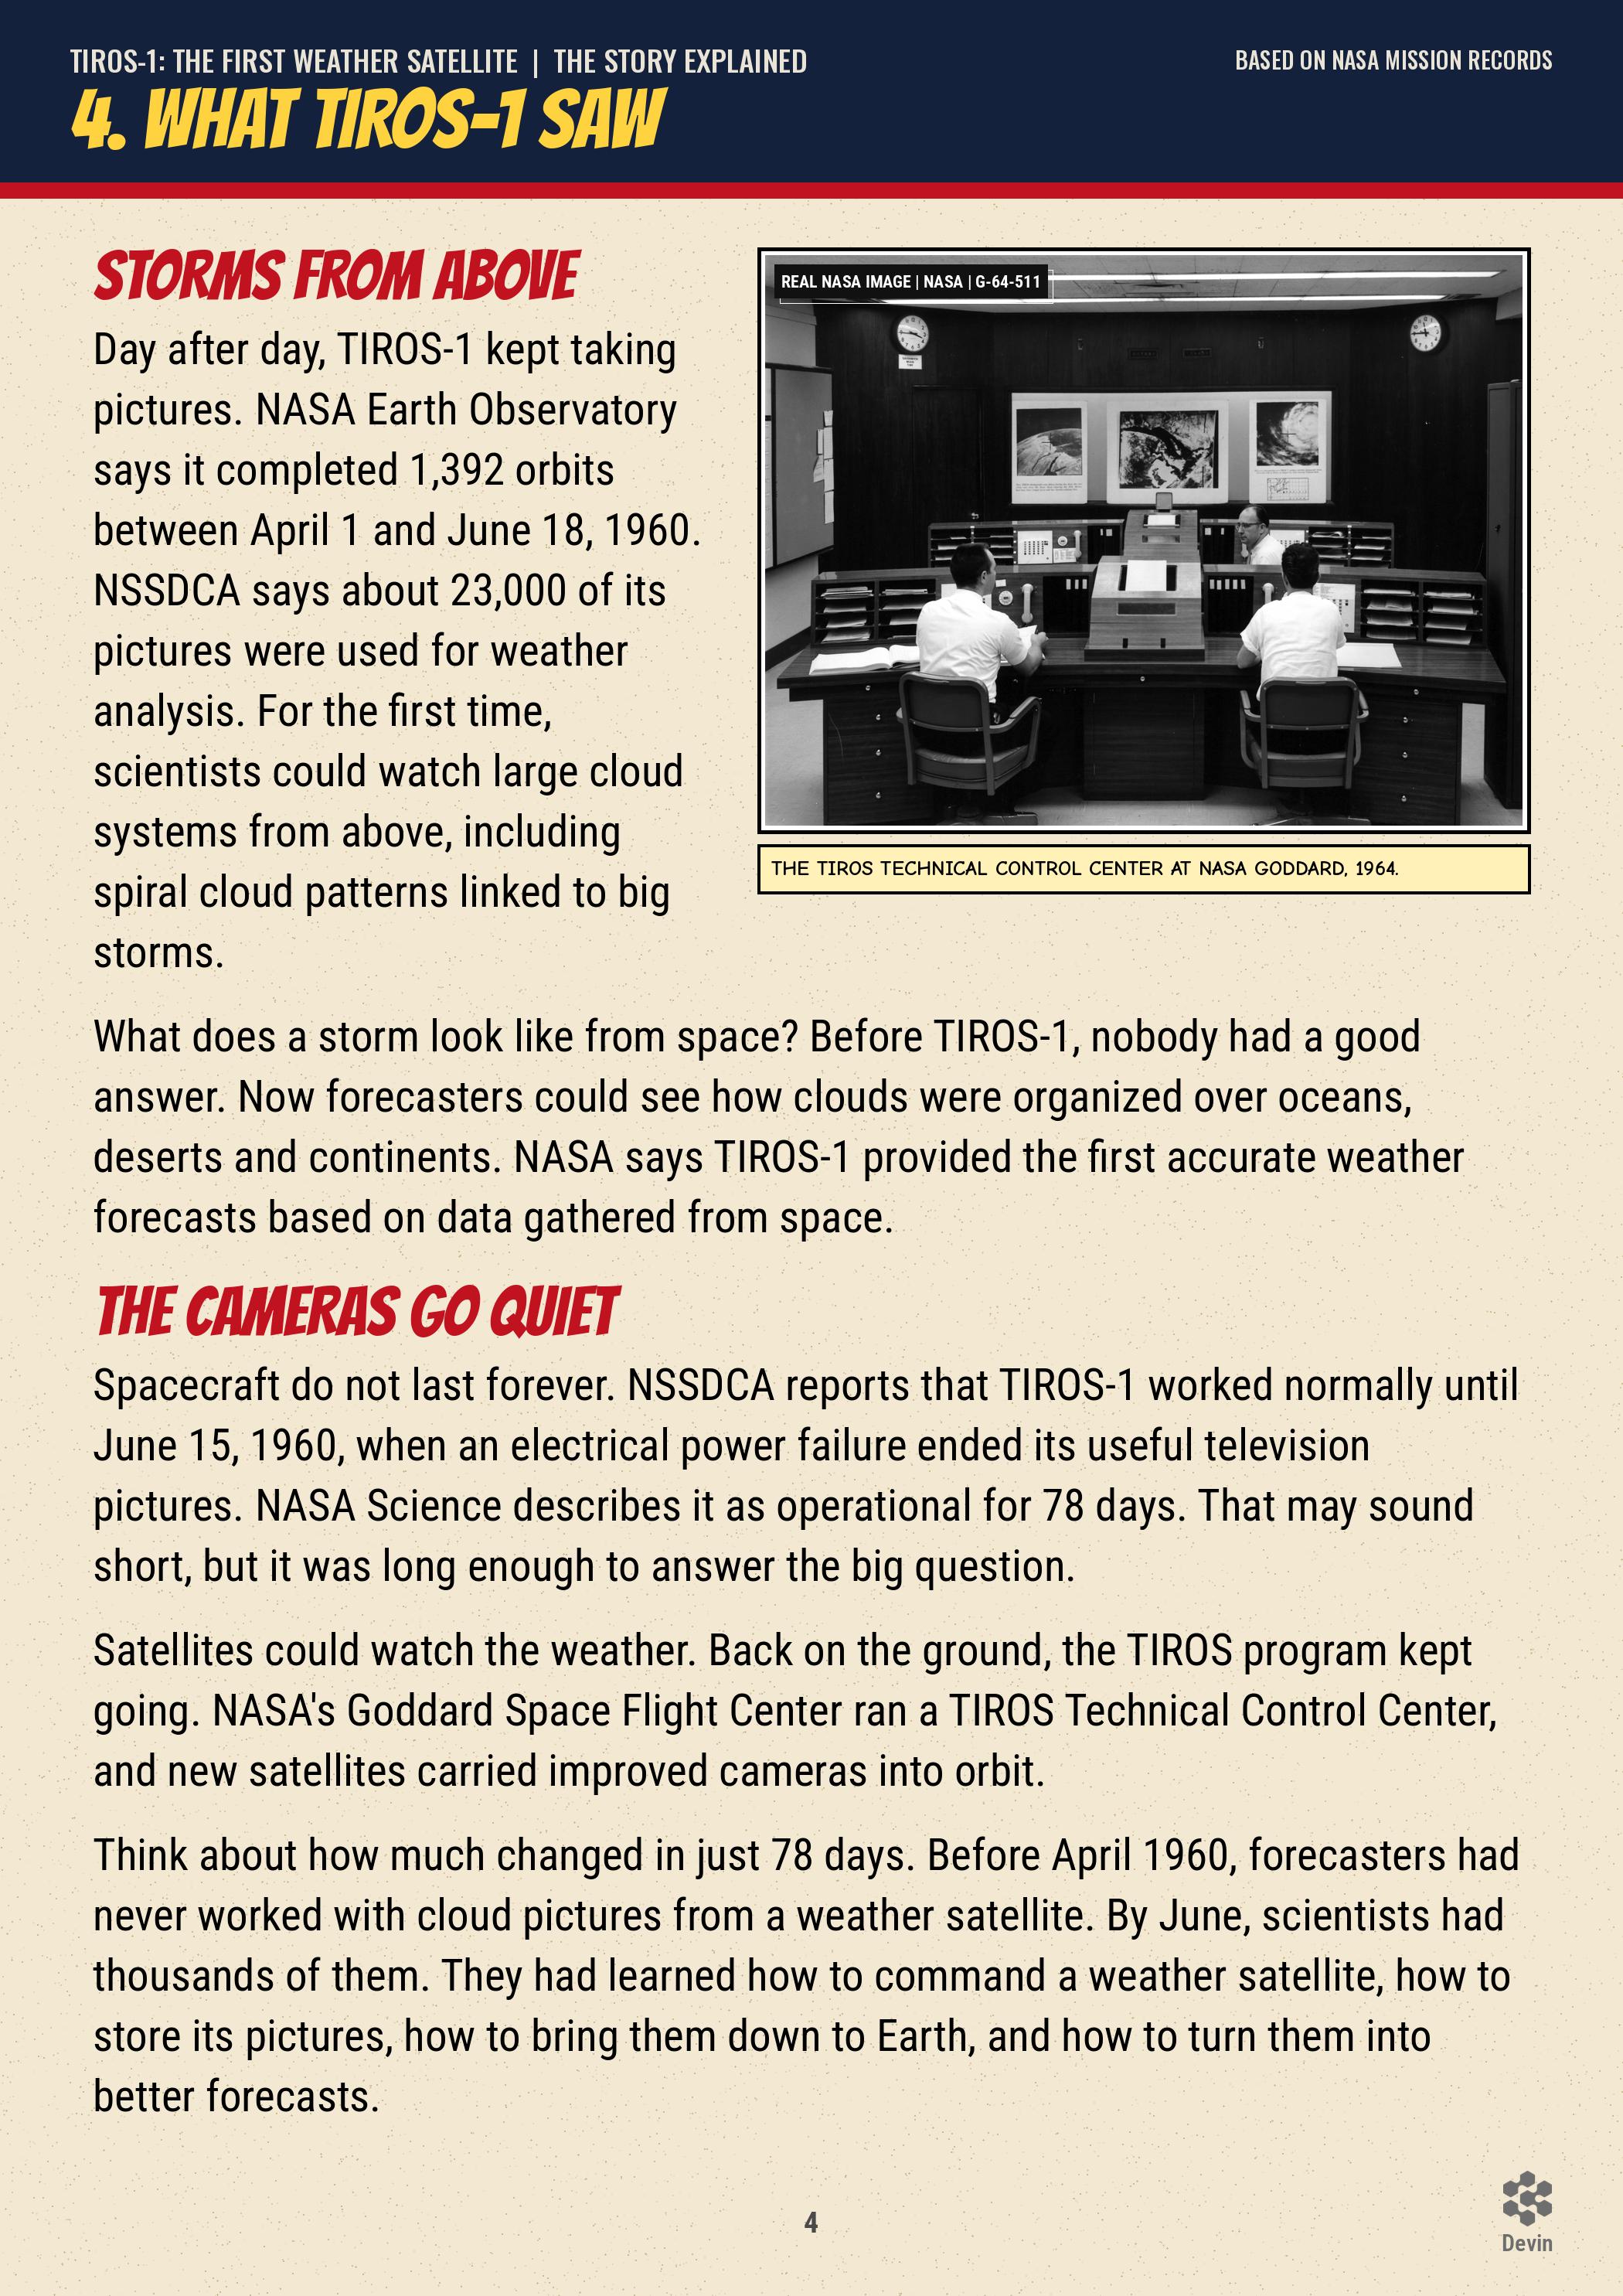 TIROS-1: THE FIRST WEATHER SATELLITE | THE STORY EXPLAINED
BASED ON NASA MISSION RECORDS
4. WHAT TIROS-1 SAW
STORMS FROM ABOVE
Day after day, TIROS-1 kept taking
pictures. NASA Earth Observatory
says it completed 1,392 orbits
between April 1 and June 18, 1960.
NSSDCA says about 23,000 of its
pictures were used for weather
analysis. For the first time,
scientists could watch large cloud
systems from above, including
spiral cloud patterns linked to big
storms.
REAL NASA IMAGE | NASA | G-64-511
THE TIROS TECHNICAL CONTROL CENTER AT NASA GODDARD, 1964.
What does a storm look like from space? Before TIROS-1, nobody had a good
answer. Now forecasters could see how clouds were organized over oceans,
deserts and continents. NASA says TIROS-1 provided the first accurate weather
forecasts based on data gathered from space.
THE CAMERAS GO QUIET
Spacecraft do not last forever. NSSDCA reports that TIROS-1 worked normally until
June 15, 1960, when an electrical power failure ended its useful television
pictures. NASA Science describes it as operational for 78 days. That may sound
short, but it was long enough to answer the big question.
Satellites could watch the weather. Back on the ground, the TIROS program kept
going. NASA's Goddard Space Flight Center ran a TIROS Technical Control Center,
and new satellites carried improved cameras into orbit.
Think about how much changed in just 78 days. Before April 1960, forecasters had
never worked with cloud pictures from a weather satellite. By June, scientists had
thousands of them. They had learned how to command a weather satellite, how to
store its pictures, how to bring them down to Earth, and how to turn them into
better forecasts.
4
Devin